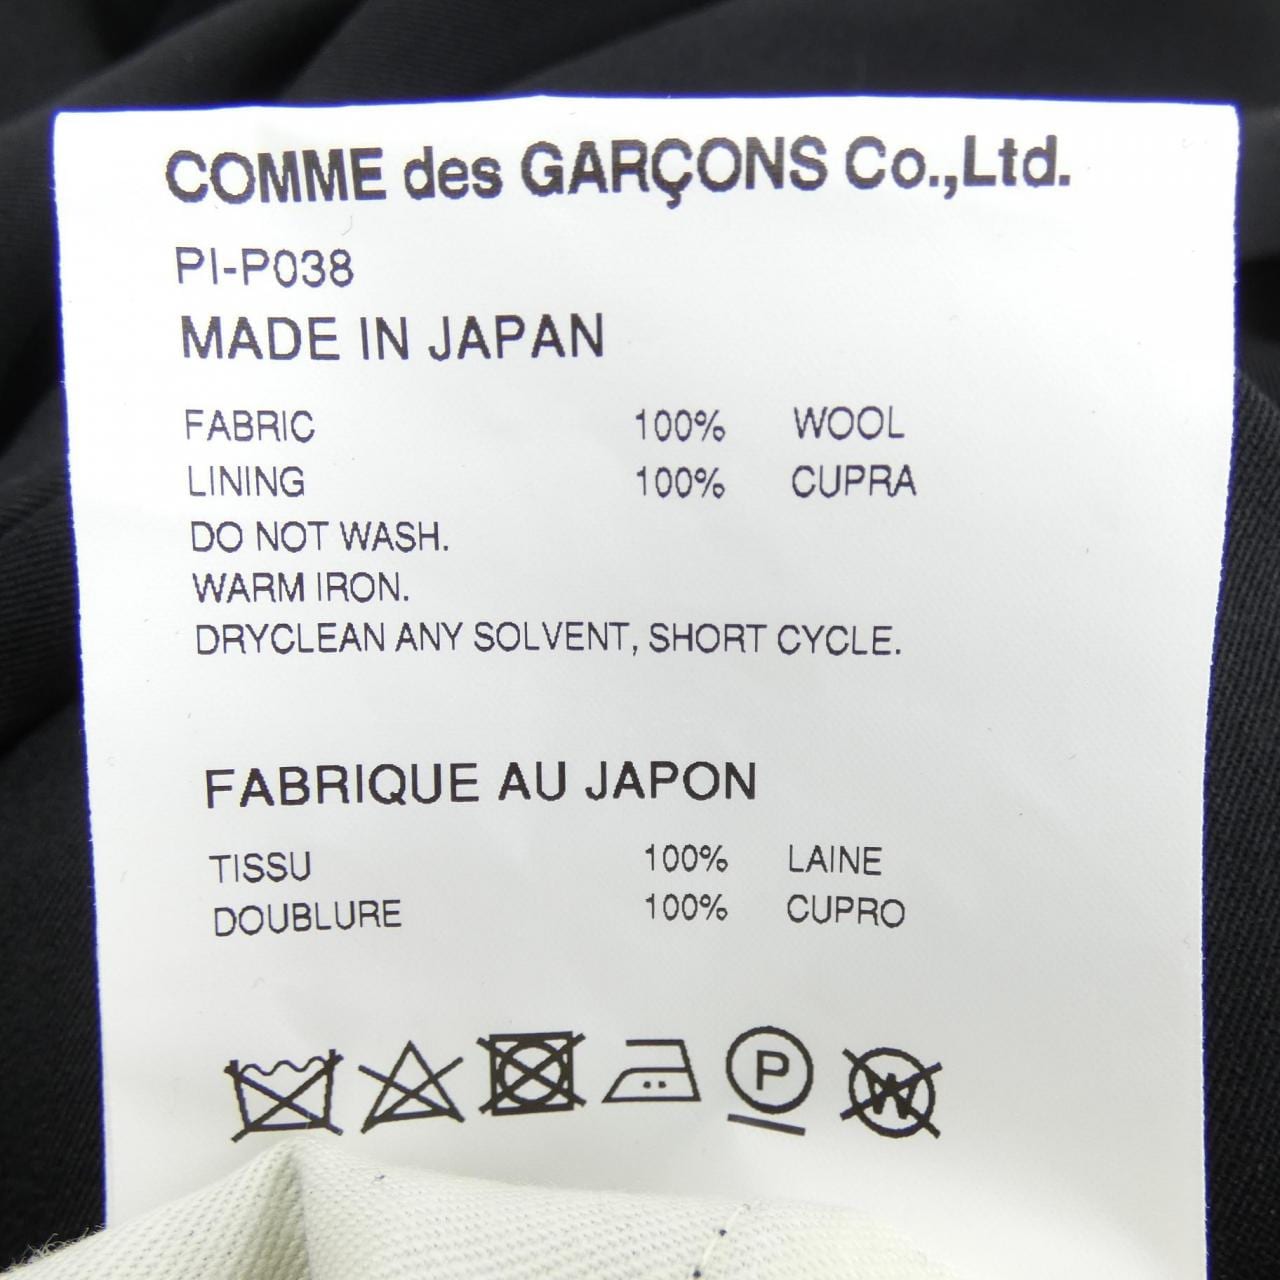 COMME des GARÇONS Co.,Ltd.
PI-P038
MADE IN JAPAN
FABRIC 100% WOOL
LINING 100% CUPRA
DO NOT WASH.
WARM IRON.
DRYCLEAN ANY SOLVENT, SHORT CYCLE.
FABRIQUE AU JAPON
TISSU 100% LAINE
DOUBLURE 100% CUPRO
P W